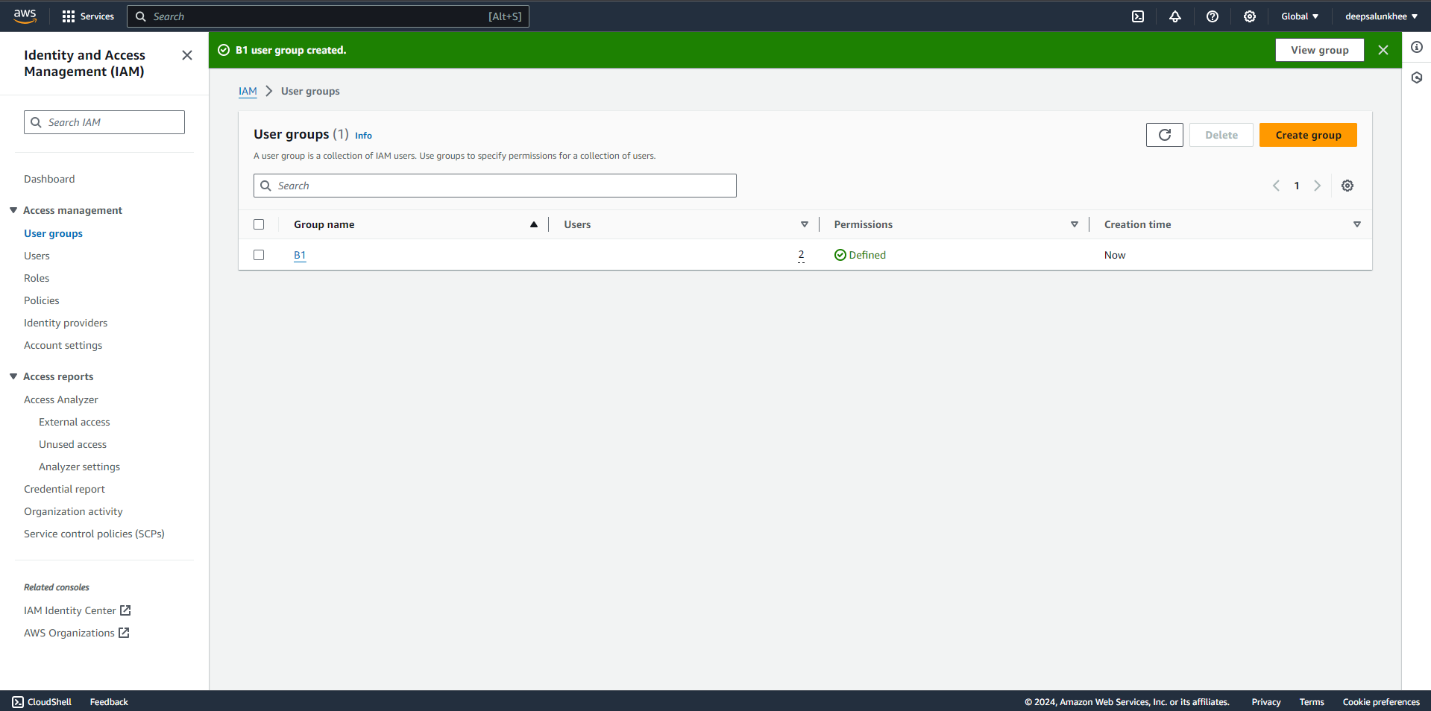 aws
Services
Search
[Alt+S]
Global
deepsalunkhee
Identity and Access
Management (IAM)
Search IAM
Dashboard
Access management
User groups
Users
Roles
Policies
Identity providers
Account settings
Access reports
Access Analyzer
External access
Unused access
Analyzer settings
Credential report
Organization activity
Service control policies (SCPs)
Related consoles
IAM Identity Center
AWS Organizations
B1 user group created.
View group
IAM > User groups
User groups (1) Info
A user group is a collection of IAM users. Use groups to specify permissions for a collection of users.
Delete
Create group
Search
1
Group name Users Permissions Creation time
B1 2 Defined Now
CloudShell Feedback
© 2024, Amazon Web Services, Inc. or its affiliates. Privacy Terms Cookie preferences